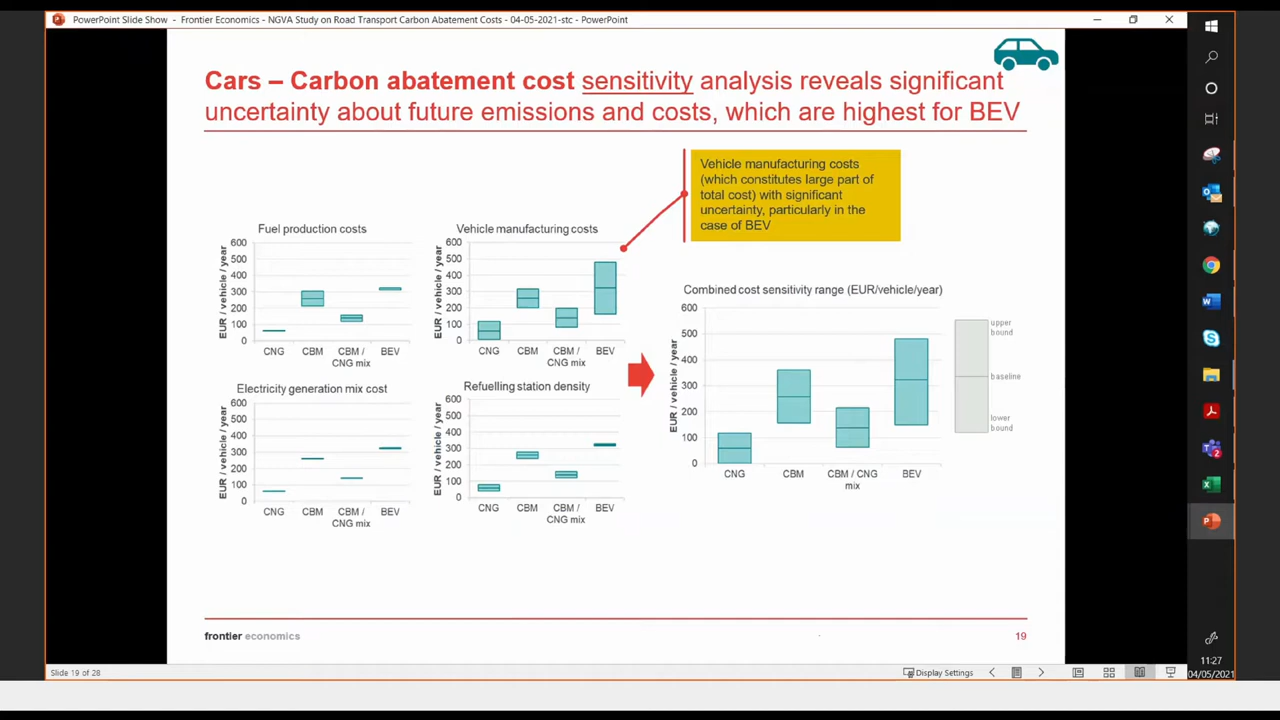 PowerPoint Slide Show - Frontier Economics - NGVA Study on Road Transport Carbon Abatement Costs - 04-05-2021-stc - PowerPoint
Cars – Carbon abatement cost sensitivity analysis reveals significant
uncertainty about future emissions and costs, which are highest for BEV
Vehicle manufacturing costs
(which constitutes large part of
total cost) with significant
uncertainty, particularly in the
case of BEV
Fuel production costs
EUR / vehicle / year
600
500
400
300
200
100
0
CNG CBM CBM / CNG mix BEV
Vehicle manufacturing costs
EUR / vehicle / year
600
500
400
300
200
100
0
CNG CBM CBM / CNG mix BEV
Electricity generation mix cost
EUR / vehicle / year
600
500
400
300
200
100
0
CNG CBM CBM / CNG mix BEV
Refuelling station density
EUR / vehicle / year
600
500
400
300
200
100
0
CNG CBM CBM / CNG mix BEV
Combined cost sensitivity range (EUR/vehicle/year)
EUR / vehicle / year
600
500
400
300
200
100
0
CNG CBM CBM / CNG mix BEV
upper
bound
baseline
lower
bound
frontier economics
19
Slide 19 of 28
Display Settings
11:27
04/05/2021